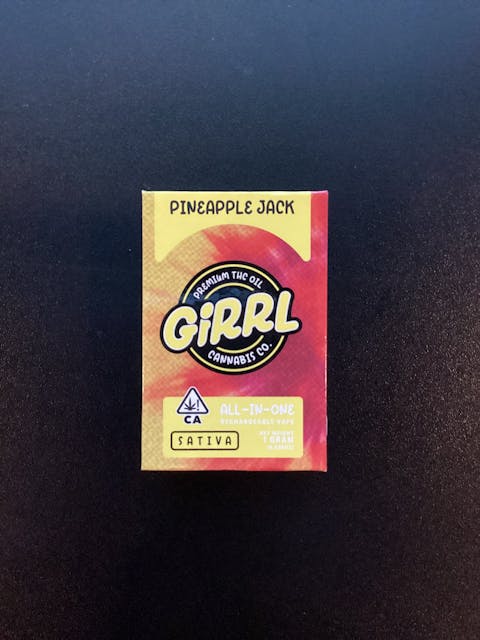 PINEAPPLE JACK
PREMIUM THC OIL
GiRRL
CANNABIS CO.
CA
ALL-IN-ONE
RECHARGEABLE VAPE
SATIVA
NET WEIGHT
1 GRAM